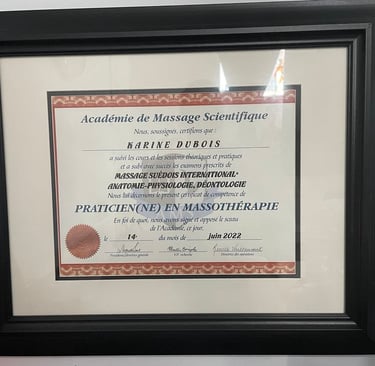 Académie de Massage Scientifique
Nous, soussignés, certifions que :
KARINE DUBOIS
a suivi les cours et les sessions théoriques et pratiques
et a subi avec succès les examens prescrits de
MASSAGE SUÉDOIS INTERNATIONAL-
ANATOMIE-PHYSIOLOGIE, DÉONTOLOGIE
Nous lui décernons le présent certificat de compétence de
PRATICIEN(NE) EN MASSOTHÉRAPIE
En foi de quoi, nous avons signé et apposé le sceau
de l'Académie, ce jour.
le 14 du mois de juin 2022